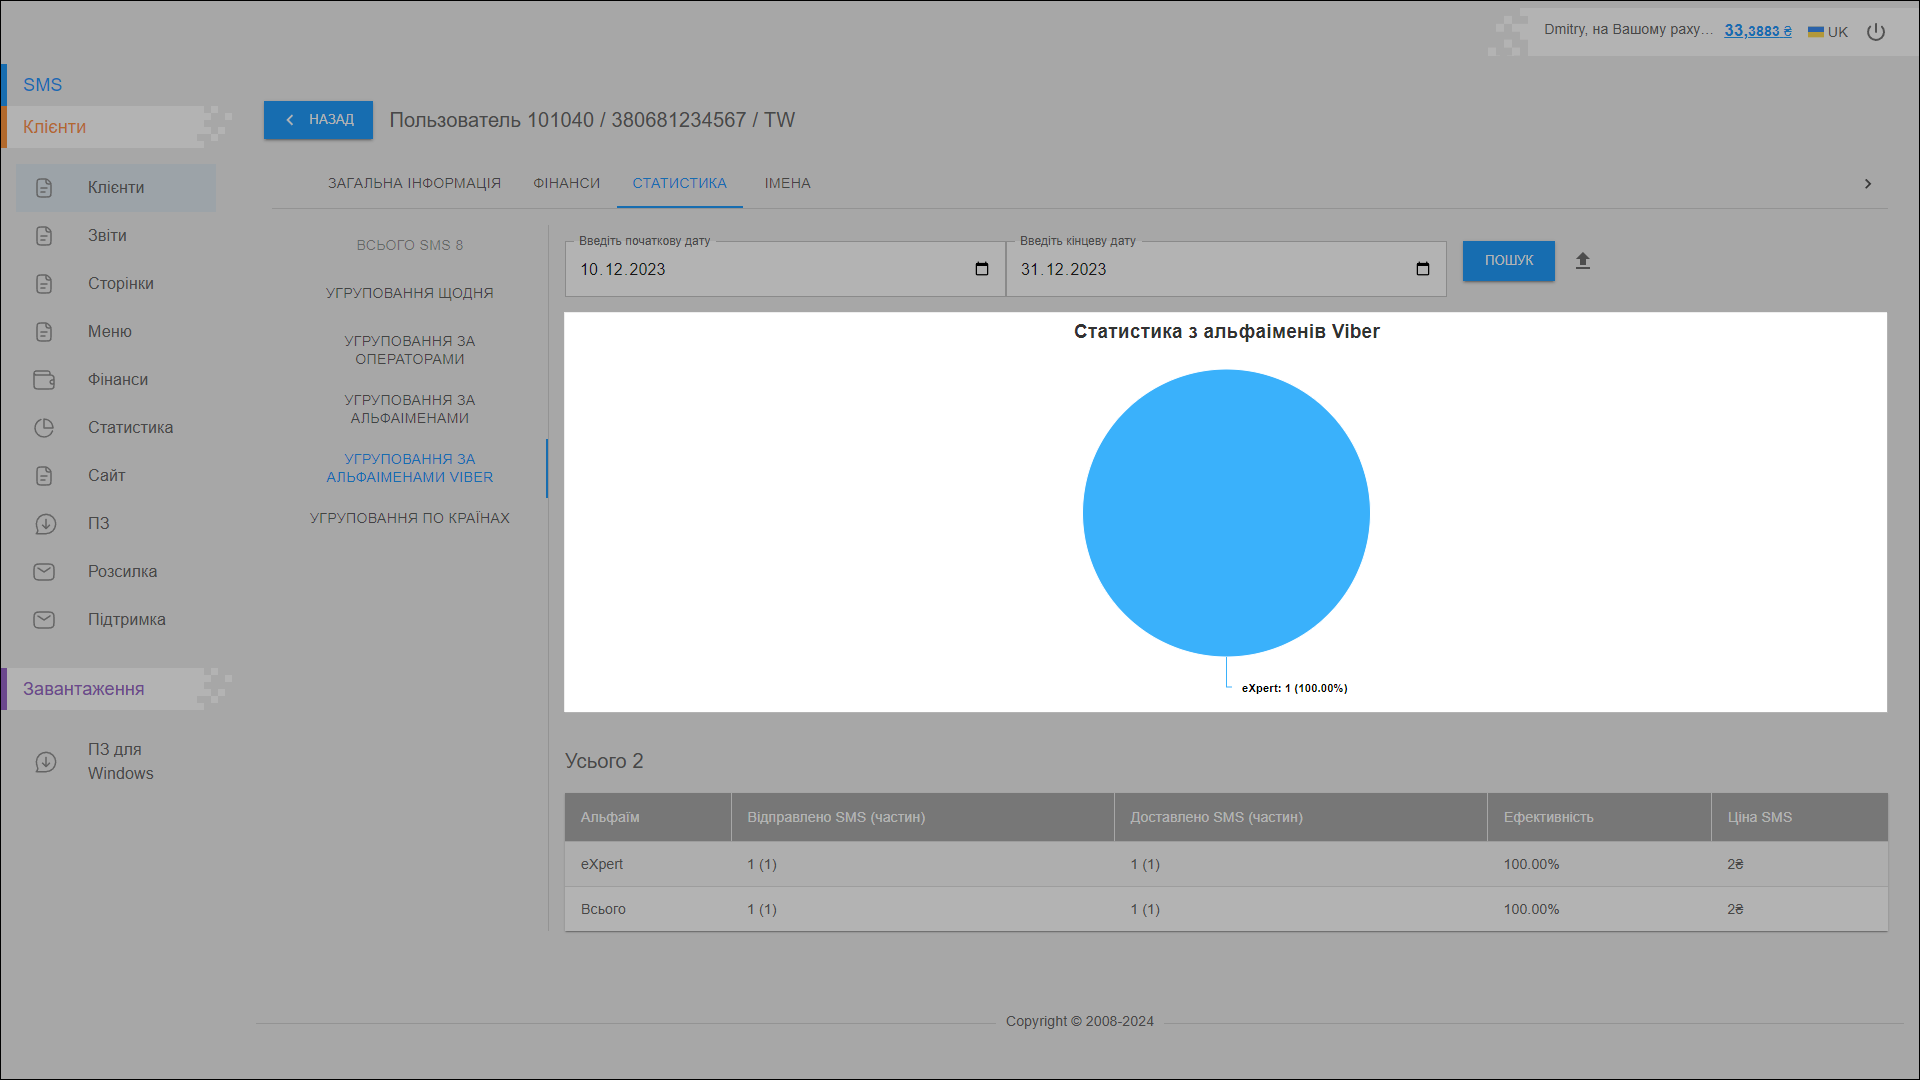 Dmitry, на Вашому раху...
33,3883 ₴
UK
SMS
Клієнти
Клієнти
Звіти
Сторінки
Меню
Фінанси
Статистика
Сайт
ПЗ
Розсилка
Підтримка
Завантаження
ПЗ для
Windows
НАЗАД
Пользователь 101040 / 380681234567 / TW
ЗАГАЛЬНА ІНФОРМАЦІЯ
ФІНАНСИ
СТАТИСТИКА
ІМЕНА
ВСЬОГО SMS 8
УГРУПОВАННЯ ЩОДНЯ
УГРУПОВАННЯ ЗА
ОПЕРАТОРАМИ
УГРУПОВАННЯ ЗА
АЛЬФАІМЕНАМИ
УГРУПОВАННЯ ЗА
АЛЬФАІМЕНАМИ VIBER
УГРУПОВАННЯ ПО КРАЇНАХ
Введіть початкову дату
10.12.2023
Введіть кінцеву дату
31.12.2023
ПОШУК
Статистика з альфаіменів Viber
eXpert: 1 (100.00%)
Усього 2
Альфаім Відправлено SMS (частин) Доставлено SMS (частин) Ефективність Ціна SMS
eXpert 1 (1) 1 (1) 100.00% 2₴
Всього 1 (1) 1 (1) 100.00% 2₴
Copyright © 2008-2024